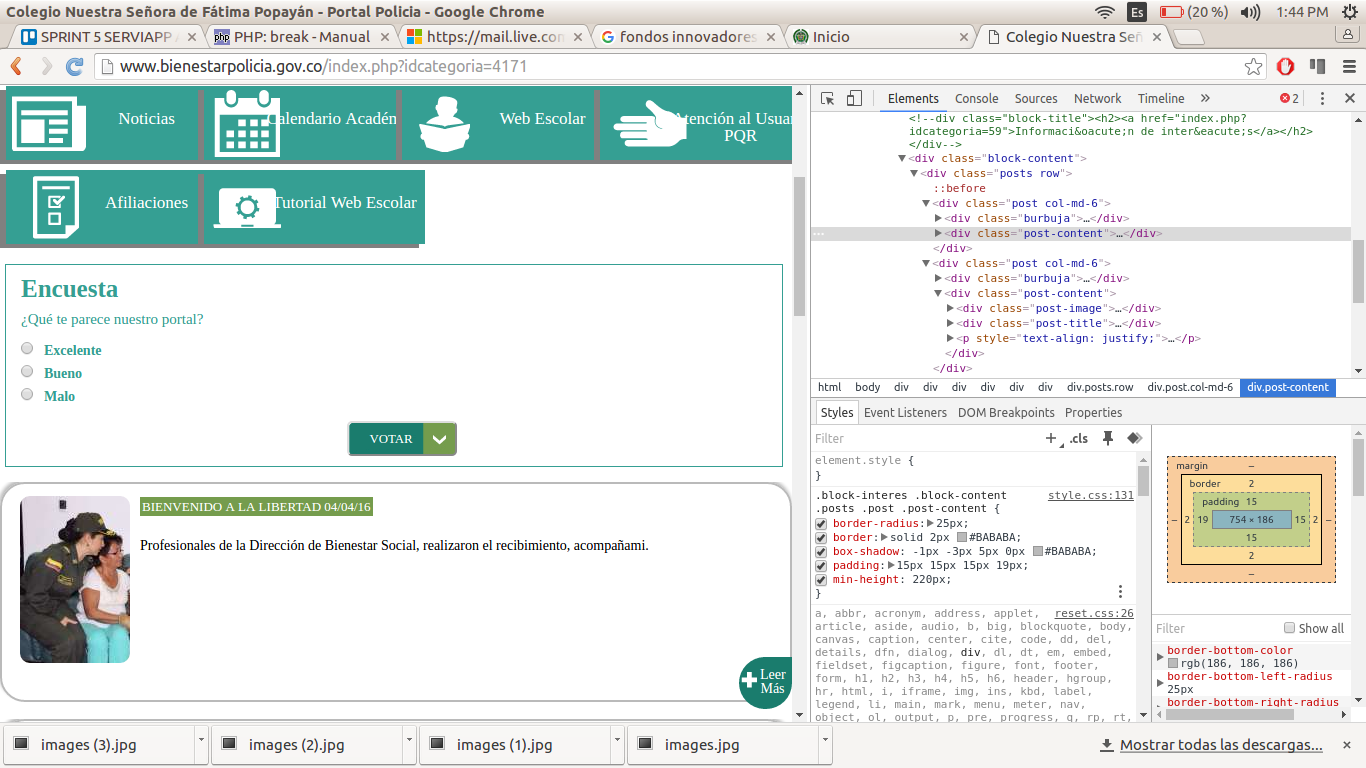 Colegio Nuestra Señora de Fátima Popayán - Portal Policia - Google Chrome
Es
(20 %)
1:44 PM
SPRINT 5 SERVIAPP
PHP: break - Manual
https://mail.live.con
fondos innovadores
Inicio
Colegio Nuestra Señ
www.bienestarpolicia.gov.co/index.php?idcategoria=4171
Noticias
Calendario Acadén
Web Escolar
Atención al Usuar
PQR
Afiliaciones
Tutorial Web Escolar
Encuesta
¿Qué te parece nuestro portal?
Excelente
Bueno
Malo
VOTAR
BIENVENIDO A LA LIBERTAD 04/04/16
Profesionales de la Dirección de Bienestar Social, realizaron el recibimiento, acompañami.
Leer
Más
Elements
Console
Sources
Network
Timeline
»
2
<!--div class="block-title"><h2><a href="index.php?
idcategoria=59">Informaci&oacute;n de inter&eacute;s</a></h2>
</div-->
<div class="block-content">
<div class="posts row">
::before
<div class="post col-md-6">
<div class="burbuja">…</div>
<div class="post-content">…</div>
</div>
<div class="post col-md-6">
<div class="burbuja">…</div>
<div class="post-content">
<div class="post-image">…</div>
<div class="post-title">…</div>
<p style="text-align: justify;">…</p>
</div>
</div>
html body div div div div div div div.posts.row div.post.col-md-6 div.post-content
Styles
Event Listeners
DOM Breakpoints
Properties
Filter
+ .cls
element.style {
}
.block-interes .block-content
.posts .post .post-content {
style.css:131
border-radius: 25px;
border: solid 2px #BABABA;
box-shadow: -1px -3px 5px 0px #BABABA;
padding: 15px 15px 15px 19px;
min-height: 220px;
}
a, abbr, acronym, address, applet,
reset.css:26
article, aside, audio, b, big, blockquote, body,
canvas, caption, center, cite, code, dd, del,
details, dfn, dialog, div, dl, dt, em, embed,
fieldset, figcaption, figure, font, footer,
form, h1, h2, h3, h4, h5, h6, header, hgroup,
hr, html, i, iframe, img, ins, kbd, label,
legend, li, main, mark, menu, meter, nav,
object, ol, output, p, pre, progress, q, rp, rt,
margin –
border 2
padding 15
– 2 19 754 × 186 15 2 –
15
2
–
Filter
Show all
border-bottom-color
rgb(186, 186, 186)
border-bottom-left-radius
25px
border-bottom-right-radius
images (3).jpg
images (2).jpg
images (1).jpg
images.jpg
Mostrar todas las descargas...